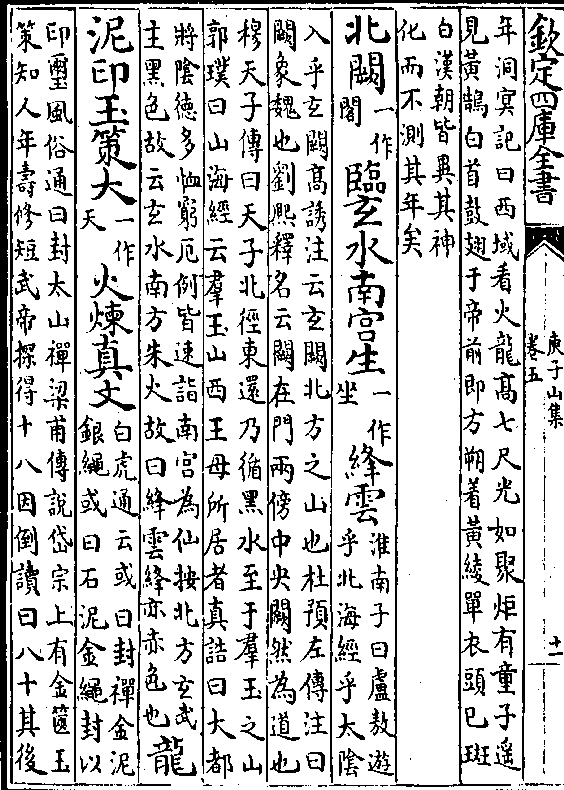 欽定四庫全書
庚子山集
卷五
十一
年洞冥記曰西域看火龍高七尺光如聚炬有童子遥
見黃鵠白首鼓翅于帝前即方朔着黃綾單衣頭已斑
白漢朝皆異其神
化而不測其年矣
北闕一作閣臨玄水南宫生一作坐絳雲淮南子曰盧敖遊乎北海經乎大陰
入乎玄闕高誘注云玄闕北方之山也杜預左傳注曰
闕象魏也劉熙釋名云闕在門兩傍中央闕然為道也
穆天子傳曰天子北徑東還乃循黑水至于羣玉之山
郭璞曰山海經云羣玉山西王母所居者真誥曰大都
將陰德多恤窮厄例皆速詣南宫為仙按北方玄武
主黑色故云玄水南方朱火故曰絳雲絳亦赤色也龍
泥印玉策大一作天火煉真文白虎通云或曰封禪金泥銀繩或曰石泥金繩封以
印璽風俗通曰封太山禪梁甫傳說岱宗上有金篋玉
策知人年壽修短武帝探得十八因倒讀曰八十其後